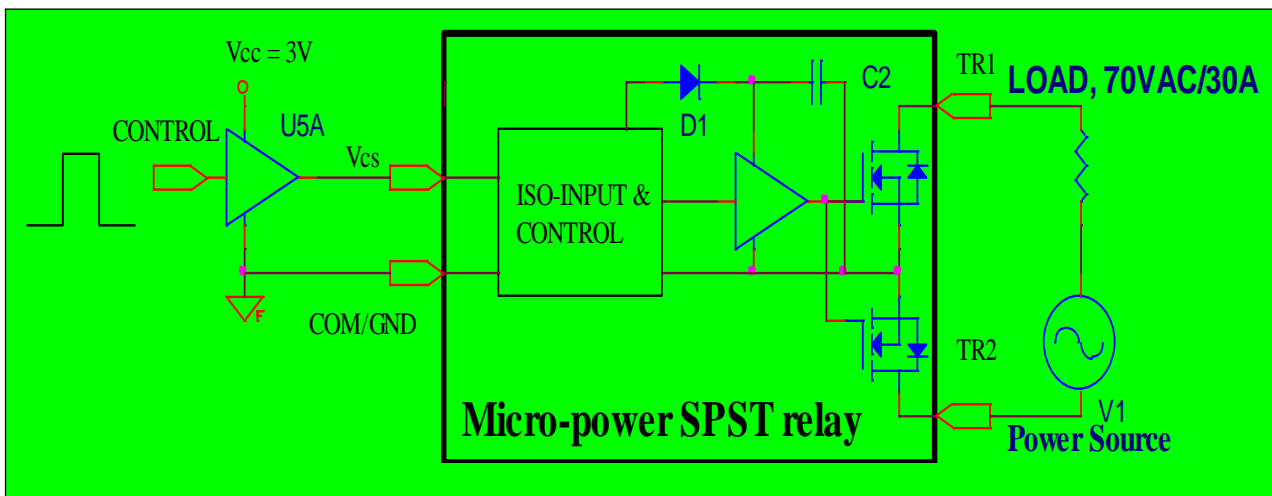 Vcc = 3V
CONTROL
U5A
Vcs
COM/GND
ISO-INPUT &
CONTROL
D1
C2
TR1
LOAD, 70VAC/30A
TR2
V1
Power Source
Micro-power SPST relay
F